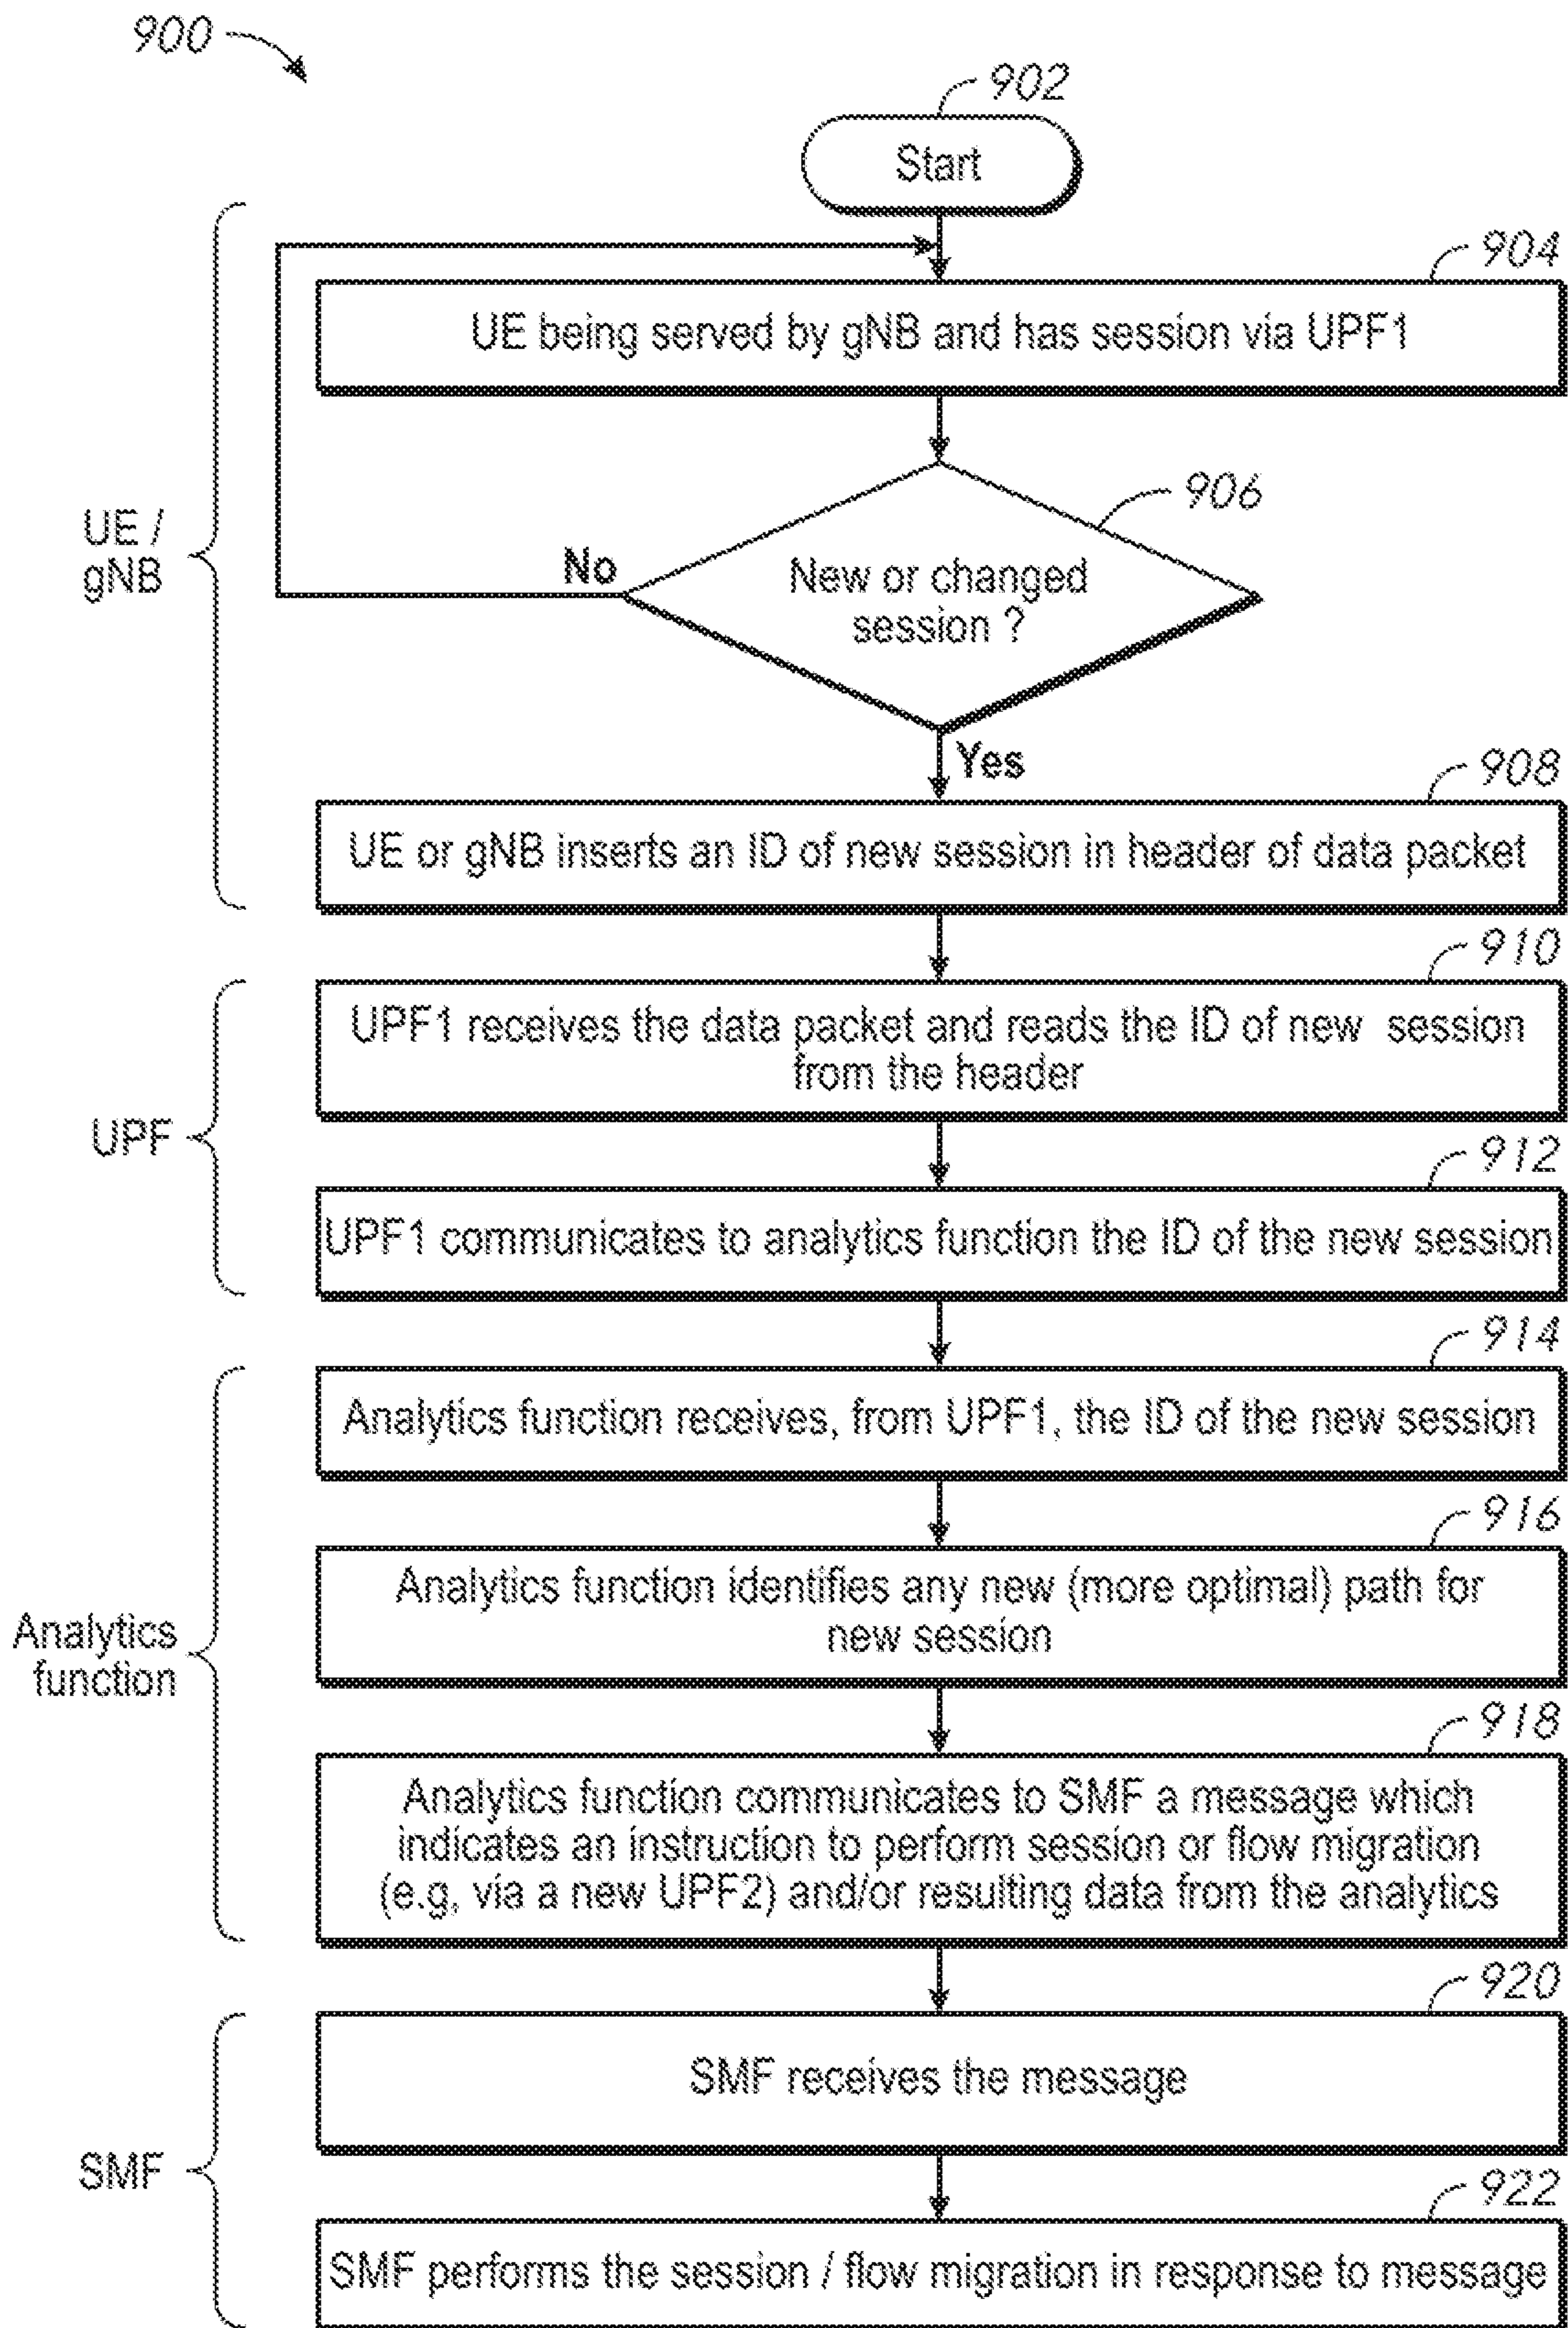 900
902
Start
904
UE being served by gNB and has session via UPF1
906
New or changed
session ?
No
Yes
UE /
gNB
908
UE or gNB inserts an ID of new session in header of data packet
910
UPF1 receives the data packet and reads the ID of new session
from the header
UPF
912
UPF1 communicates to analytics function the ID of the new session
914
Analytics function receives, from UPF1, the ID of the new session
916
Analytics function identifies any new (more optimal) path for
new session
Analytics
function
918
Analytics function communicates to SMF a message which
indicates an instruction to perform session or flow migration
(e.g, via a new UPF2) and/or resulting data from the analytics
920
SMF receives the message
SMF
922
SMF performs the session / flow migration in response to message